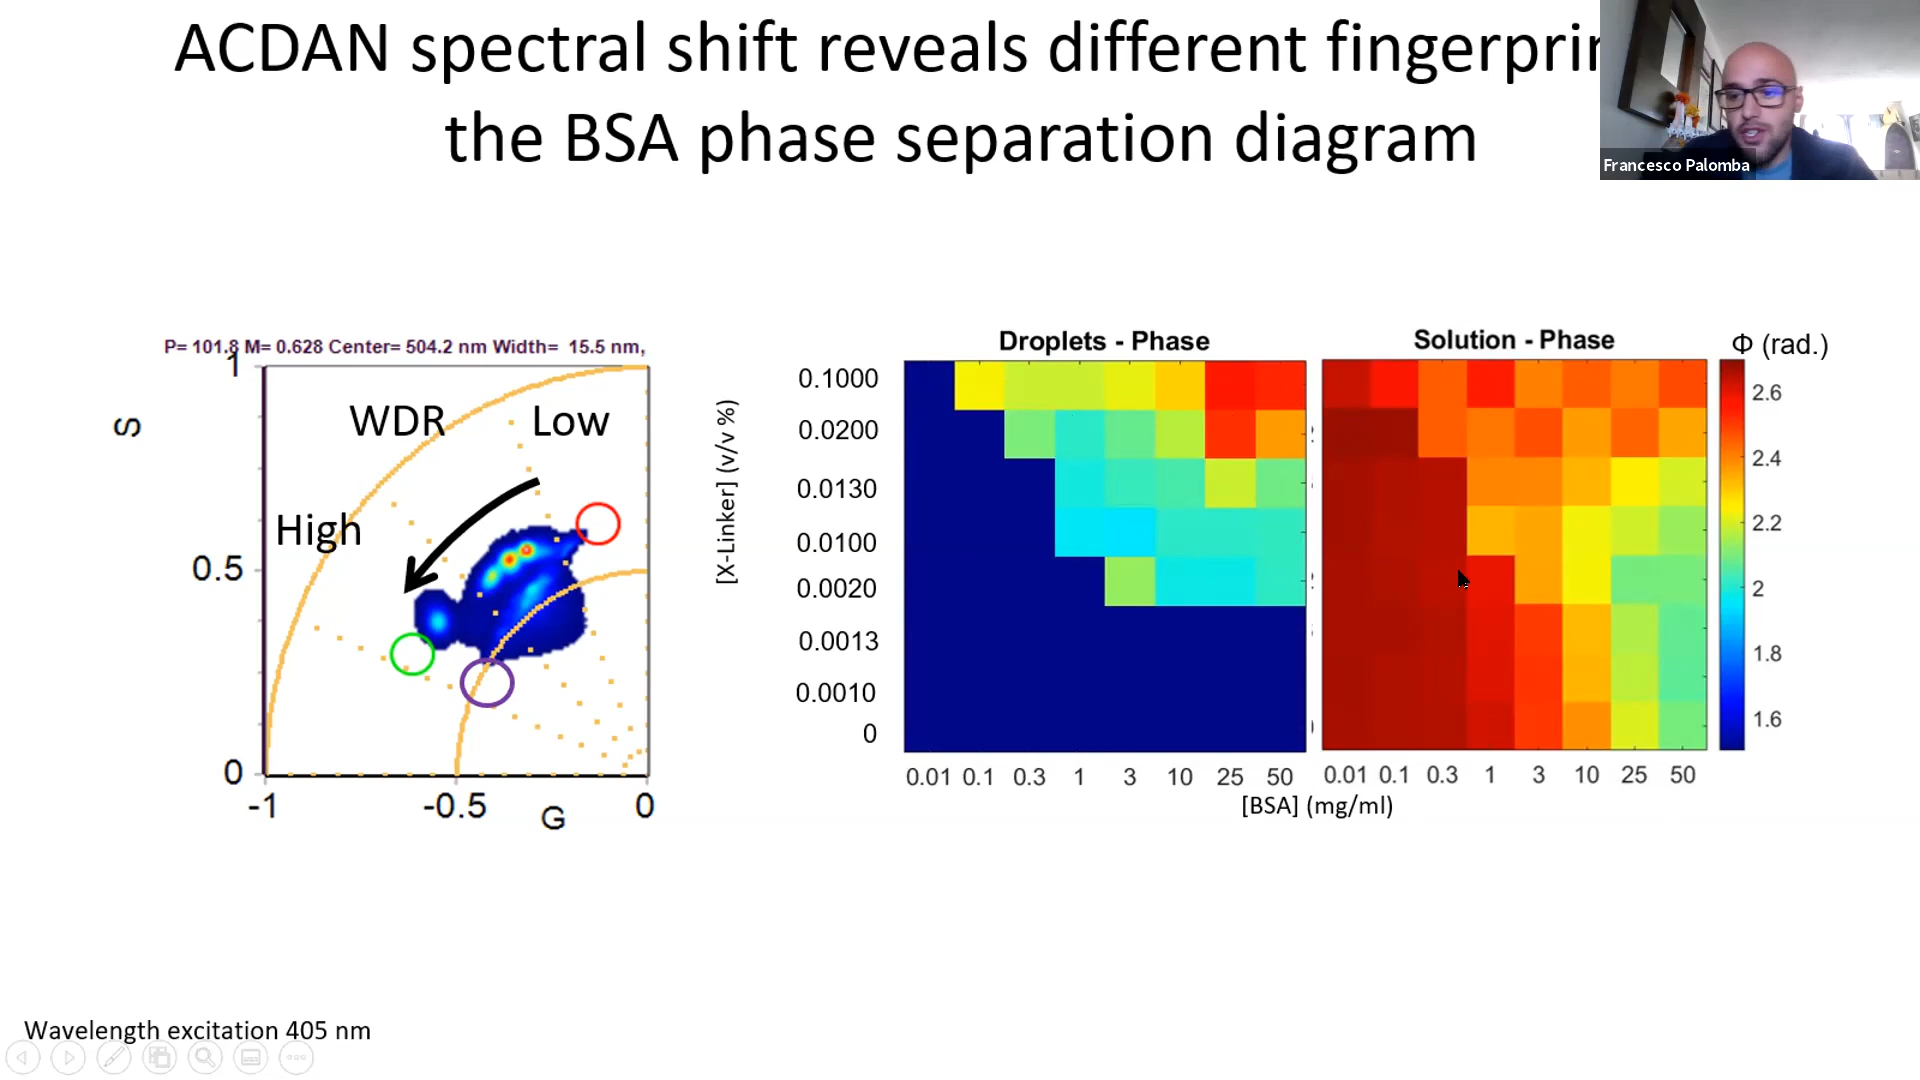 ACDAN spectral shift reveals different
the BSA phase separation diagram
Francesco Palomba
P= 101.8 M= 0.628 Center= 504.2 nm Width= 15.5 nm,
S
1
0.5
0
WDR
Low
High
-1
-0.5
0
G
[X-Linker] (v/v %)
0.1000
0.0200
0.0130
0.0100
0.0020
0.0013
0.0010
0
Droplets - Phase
0.01 0.1 0.3 1 3 10 25 50
Solution - Phase
0.01 0.1 0.3 1 3 10 25 50
[BSA] (mg/ml)
Φ (rad.)
2.6
2.4
2.2
2
1.8
1.6
Wavelength excitation 405 nm